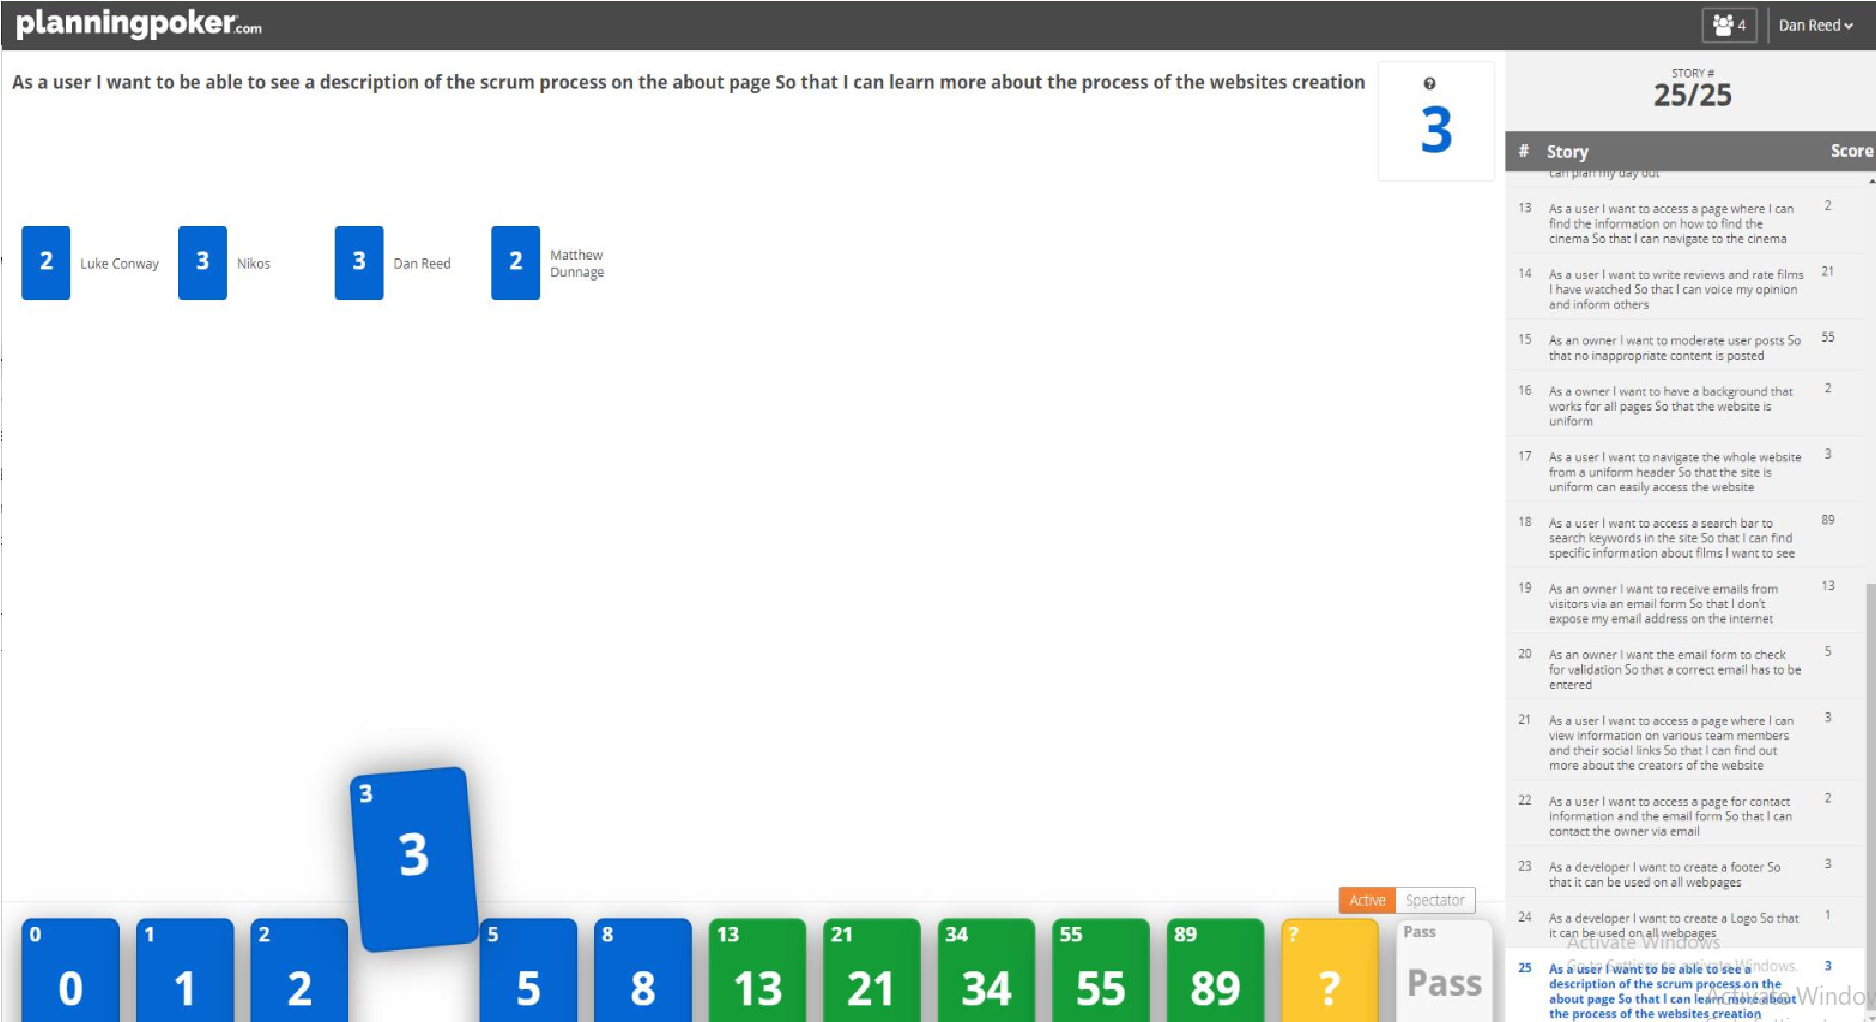 planningpoker.com
4
Dan Reed
As a user I want to be able to see a description of the scrum process on the about page So that I can learn more about the process of the websites creation
?
3
2
Luke Conway
3
Nikos
3
Dan Reed
2
Matthew
Dunnage
STORY #
25/25
# Story Score
can plan my day out
13 As a user I want to access a page where I can 2
find the information on how to find the
cinema So that I can navigate to the cinema
14 As a user I want to write reviews and rate films 21
I have watched So that I can voice my opinion
and inform others
15 As an owner I want to moderate user posts So 55
that no inappropriate content is posted
16 As a owner I want to have a background that 2
works for all pages So that the website is
uniform
17 As a user I want to navigate the whole website 3
from a uniform header So that the site is
uniform can easily access the website
18 As a user I want to access a search bar to 89
search keywords in the site So that I can find
specific information about films I want to see
19 As an owner I want to receive emails from 13
visitors via an email form So that I don't
expose my email address on the internet
20 As an owner I want the email form to check 5
for validation So that a correct email has to be
entered
21 As a user I want to access a page where I can 3
view information on various team members
and their social links So that I can find out
more about the creators of the website
22 As a user I want to access a page for contact 2
information and the email form So that I can
contact the owner via email
23 As a developer I want to create a footer So 3
that it can be used on all webpages
24 As a developer I want to create a Logo So that 1
it can be used on all webpages
25 As a user I want to be able to see a 3
description of the scrum process on the
about page So that I can learn more about
the process of the websites creation
Activate Windows
Go to Settings to activate Windows.
Activate Windows
3
3
Active Spectator
0
0
1
1
2
2
5
5
8
8
13
13
21
21
34
34
55
55
89
89
?
?
Pass
Pass